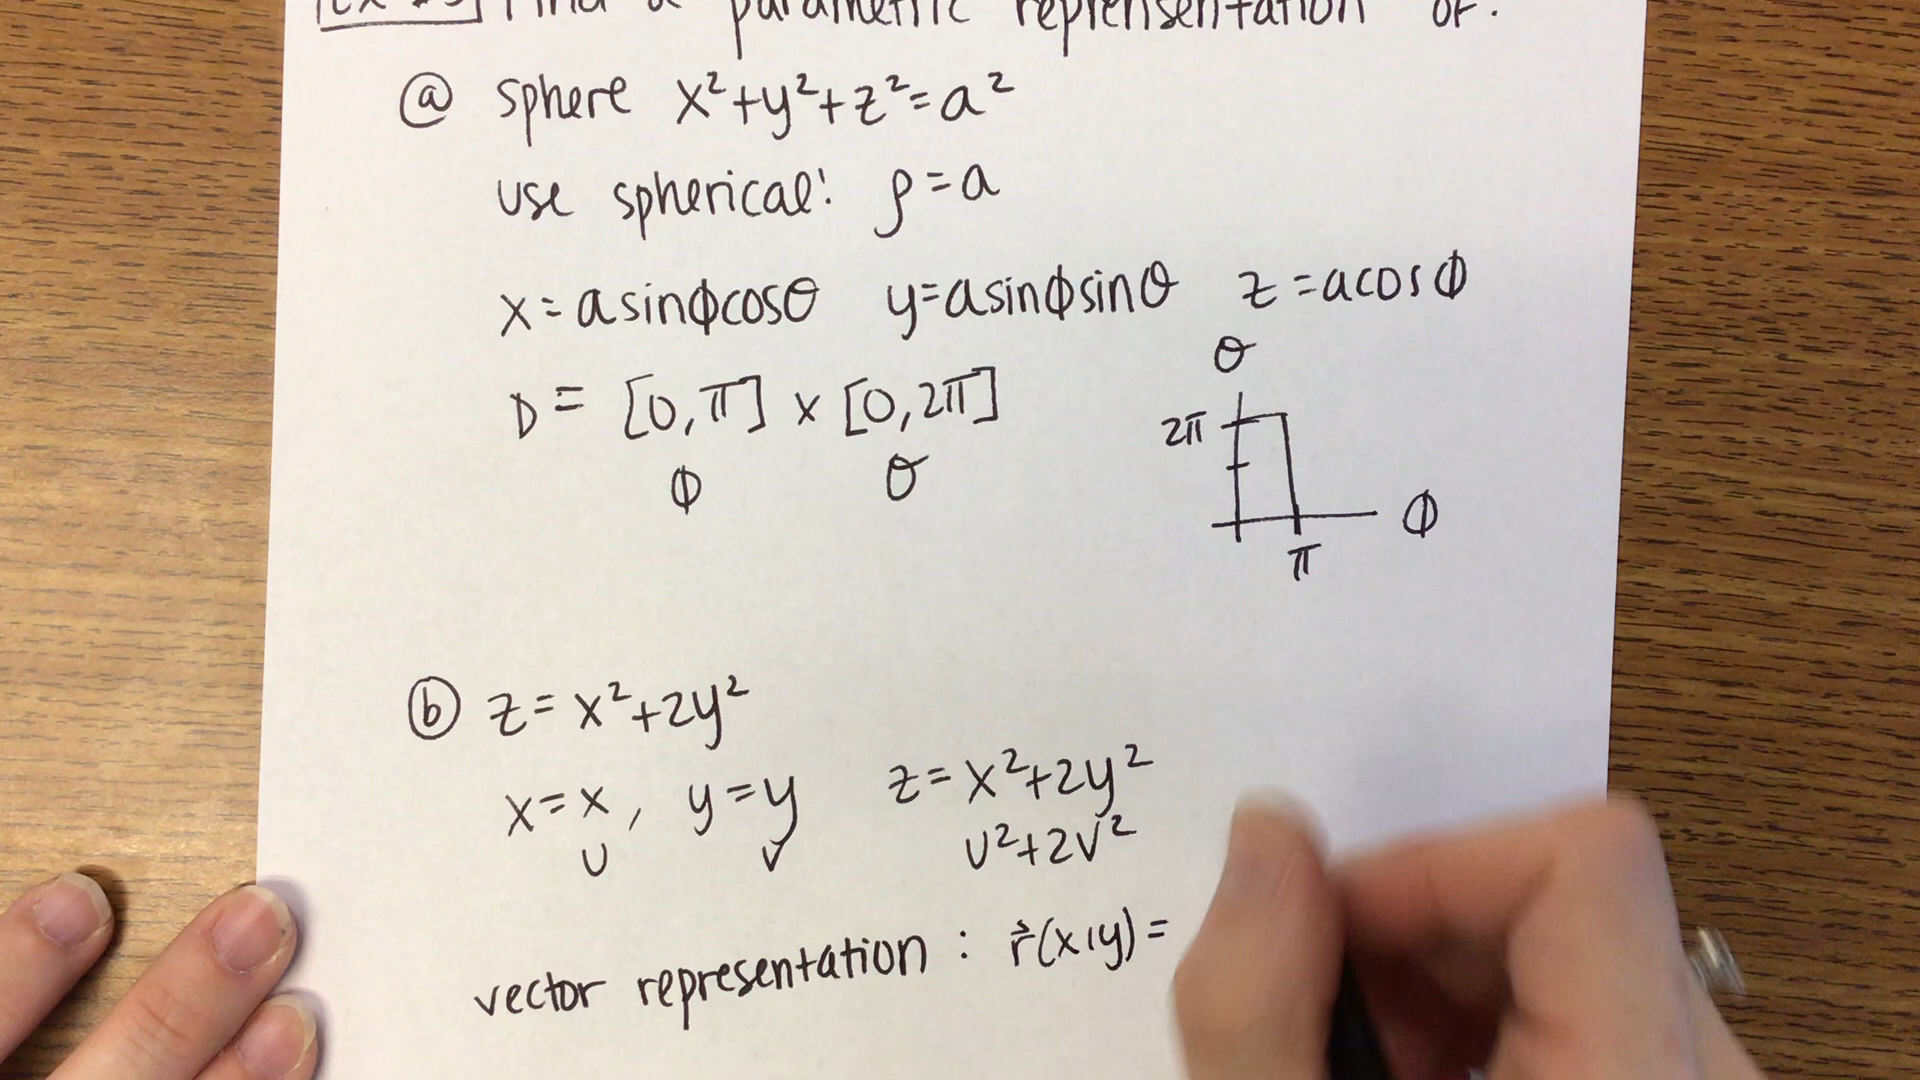 Find a parametric reprensentation of:
ⓐ sphere x²+y²+z²=a²
use spherical: ρ=a
x=asinϕcosθ y=asinϕsinθ z=acosϕ
D= [0,π] x [0,2π]
ϕ θ
θ
2π
ϕ
π
ⓑ z=x²+2y²
x=x, y=y z=x²+2y²
u v u²+2v²
vector representation: r⃗(x,y)=